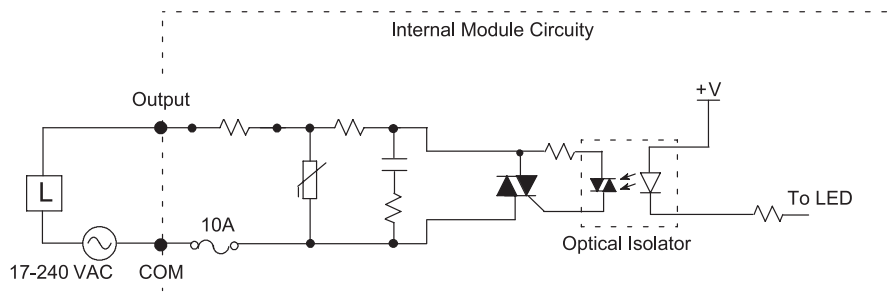 Internal Module Circuity
Output
+V
L
10A
To LED
Optical Isolator
17-240 VAC
COM